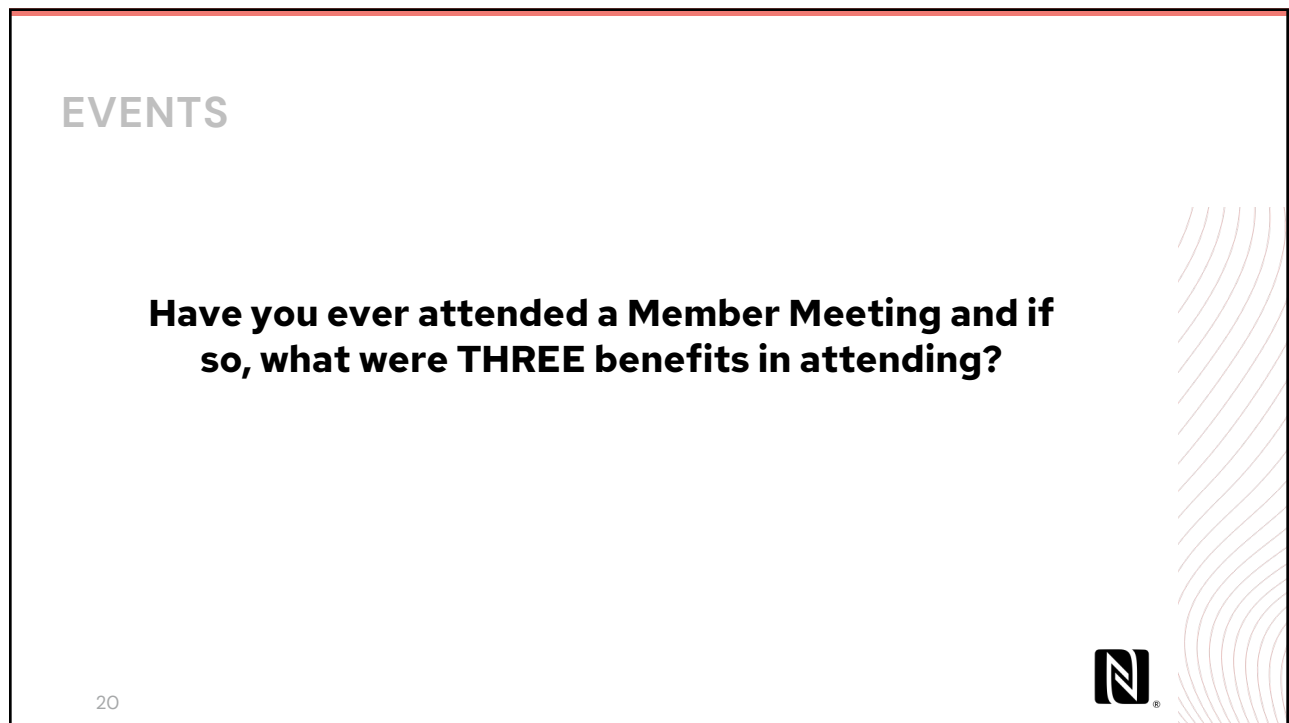 EVENTS
Have you ever attended a Member Meeting and if
so, what were THREE benefits in attending?
20
®